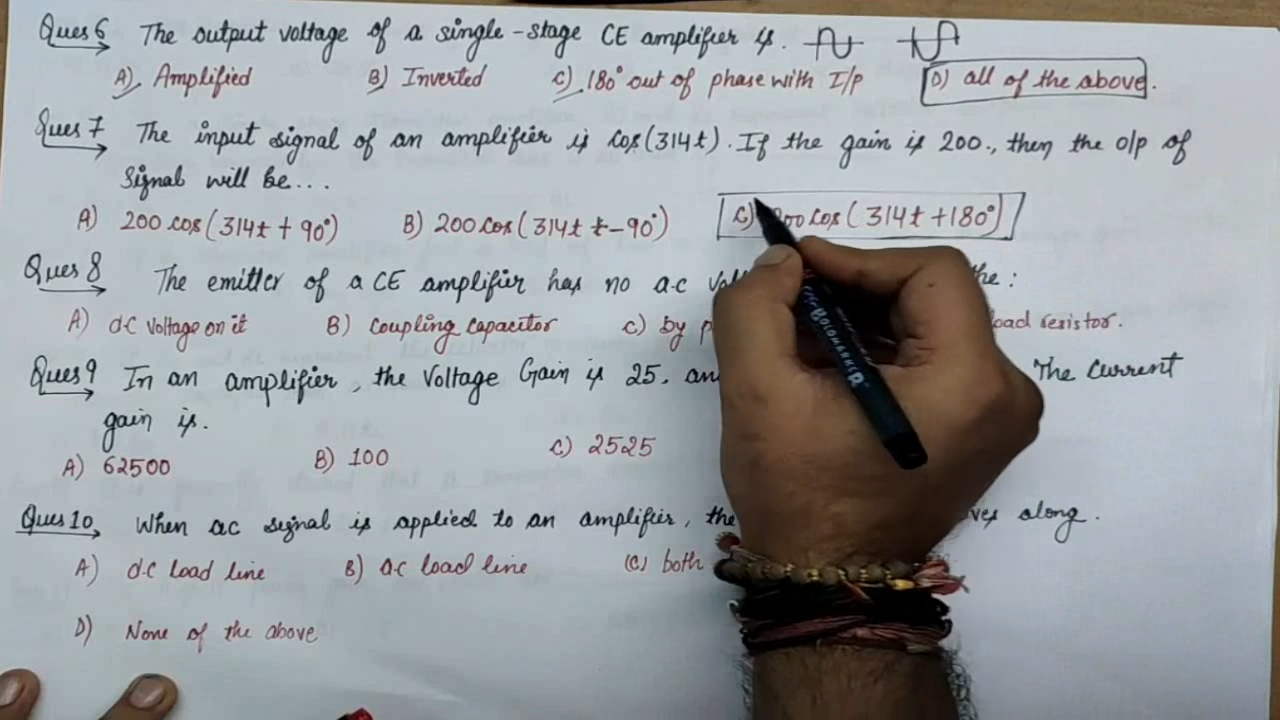 Ques 6 The output voltage of a single-stage CE amplifier is.
A) Amplified B) Inverted C) 180° out of phase with I/p D) all of the above.
Ques 7 The input signal of an amplifier is cos(314t). If the gain is 200., then the o/p of
Signal will be...
A) 200 cos(314t + 90°) B) 200 cos(314t - 90°) C) 200 cos(314t + 180°)
Ques 8 The emitter of a CE amplifier has no a.c the:
A) d.C Voltage on it B) Coupling Capacitor C) by load resistor.
Ques 9 In an amplifier, the Voltage Gain is 25, The Current
gain is.
A) 62500 B) 100 C) 2525
Ques 10 When ac signal is applied to an amplifier, the along.
A) d.C load line B) a.c load line (C) both
D) None of the above